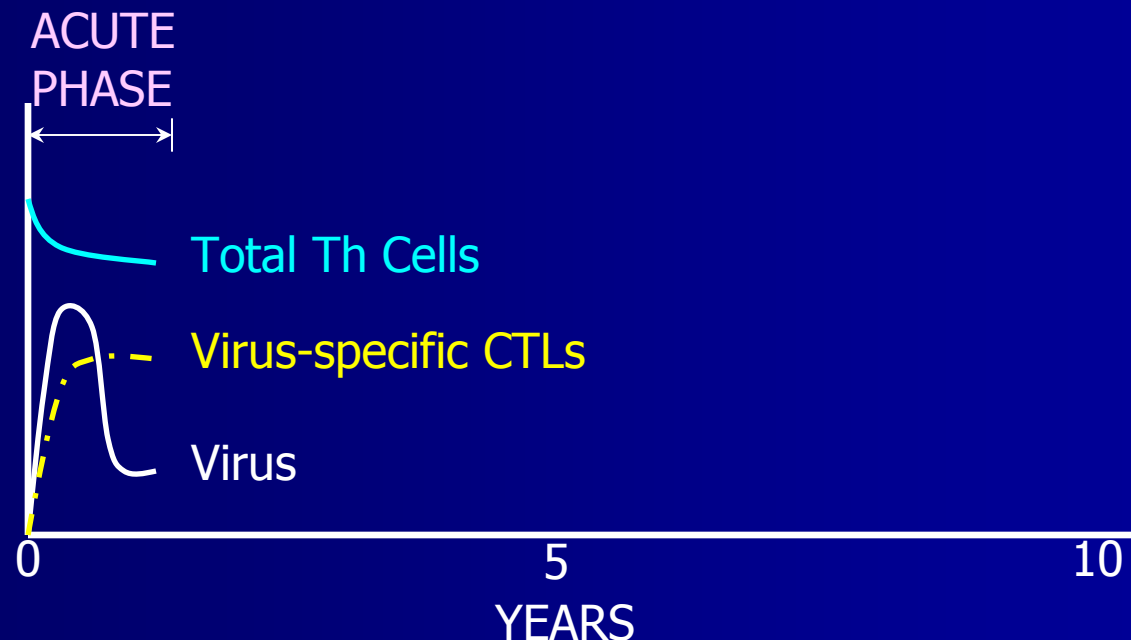 ACUTE
PHASE
Total Th Cells
Virus-specific CTLs
Virus
0
5
10
YEARS